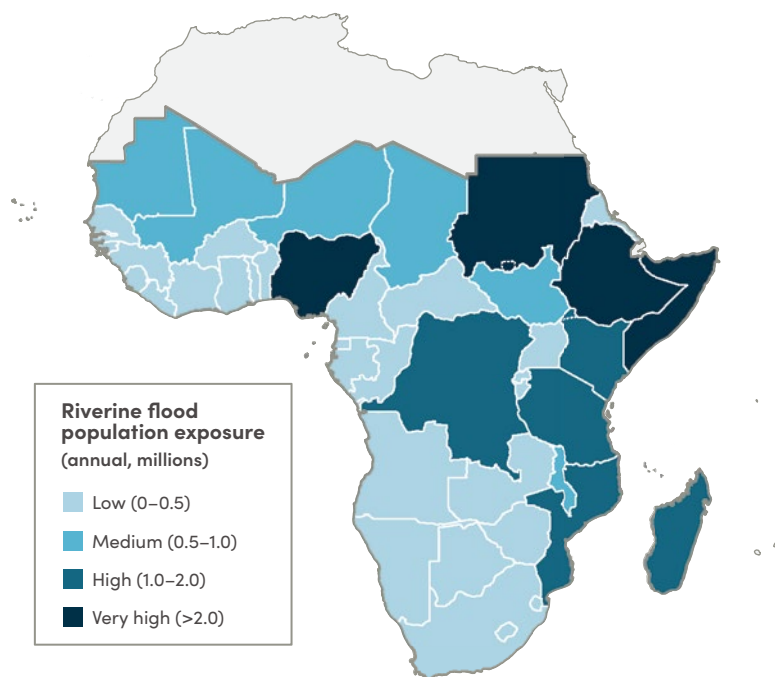 Riverine flood
population exposure
(annual, millions)
Low (0–0.5)
Medium (0.5–1.0)
High (1.0–2.0)
Very high (>2.0)